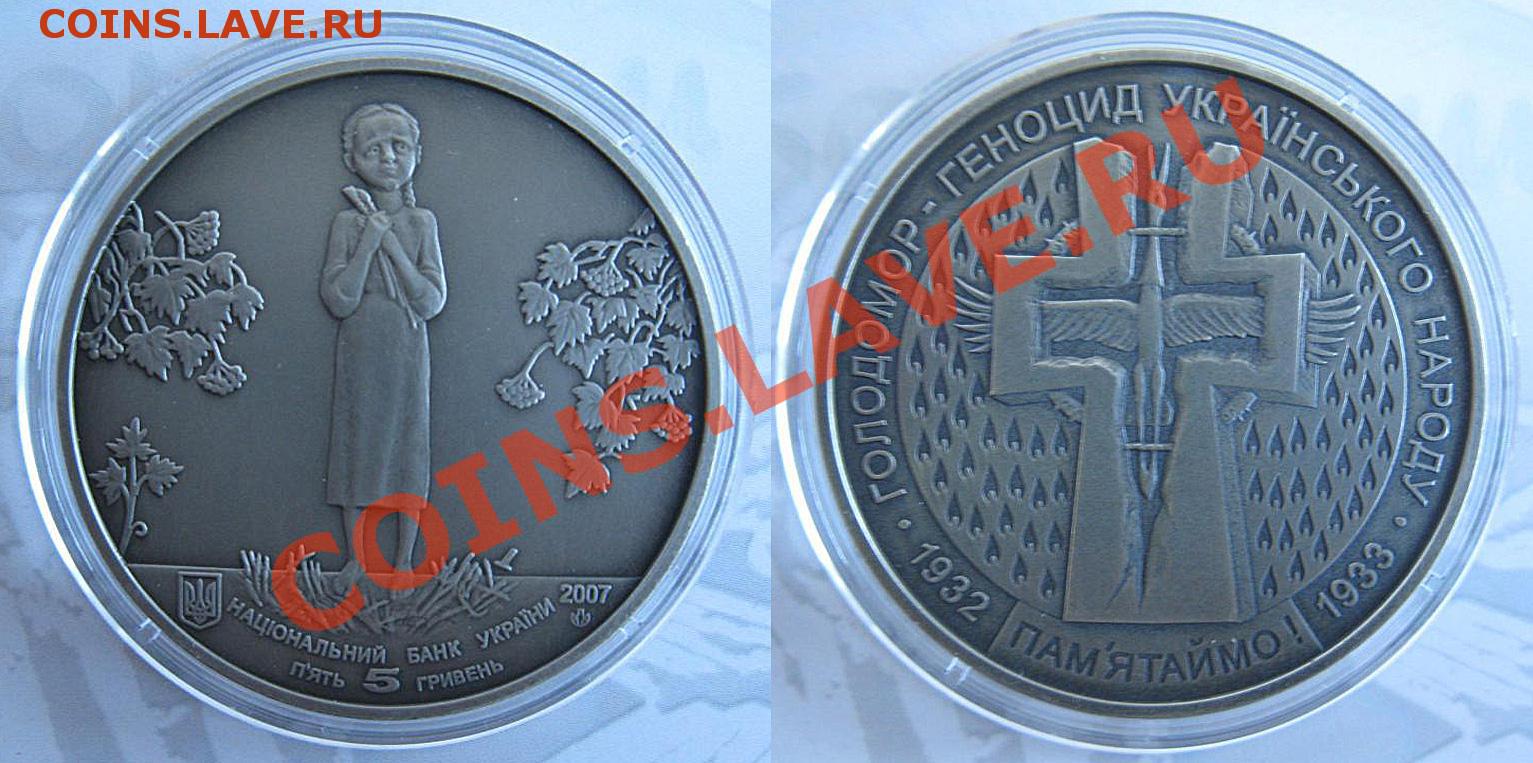 COINS.LAVE.RU
НАЦІОНАЛЬНИЙ БАНК УКРАЇНИ 2007
П'ЯТЬ 5 ГРИВЕНЬ
ГОЛОДОМОР - ГЕНОЦИД УКРАЇНСЬКОГО НАРОДУ
· 1932
ПАМ'ЯТАЙМО!
1933 ·
COINS.LAVE.RU